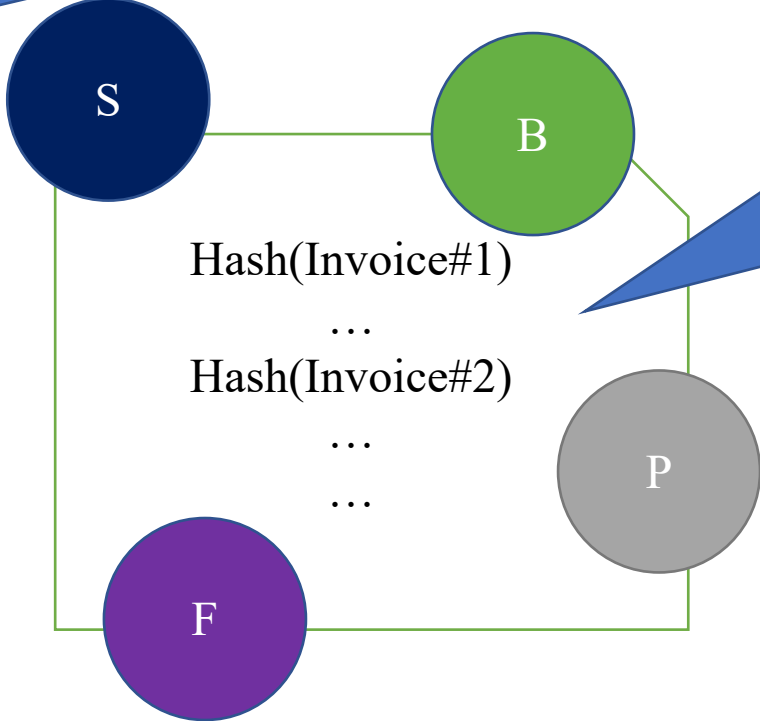 S
B
Hash(Invoice#1)
…
Hash(Invoice#2)
…
P
…
F